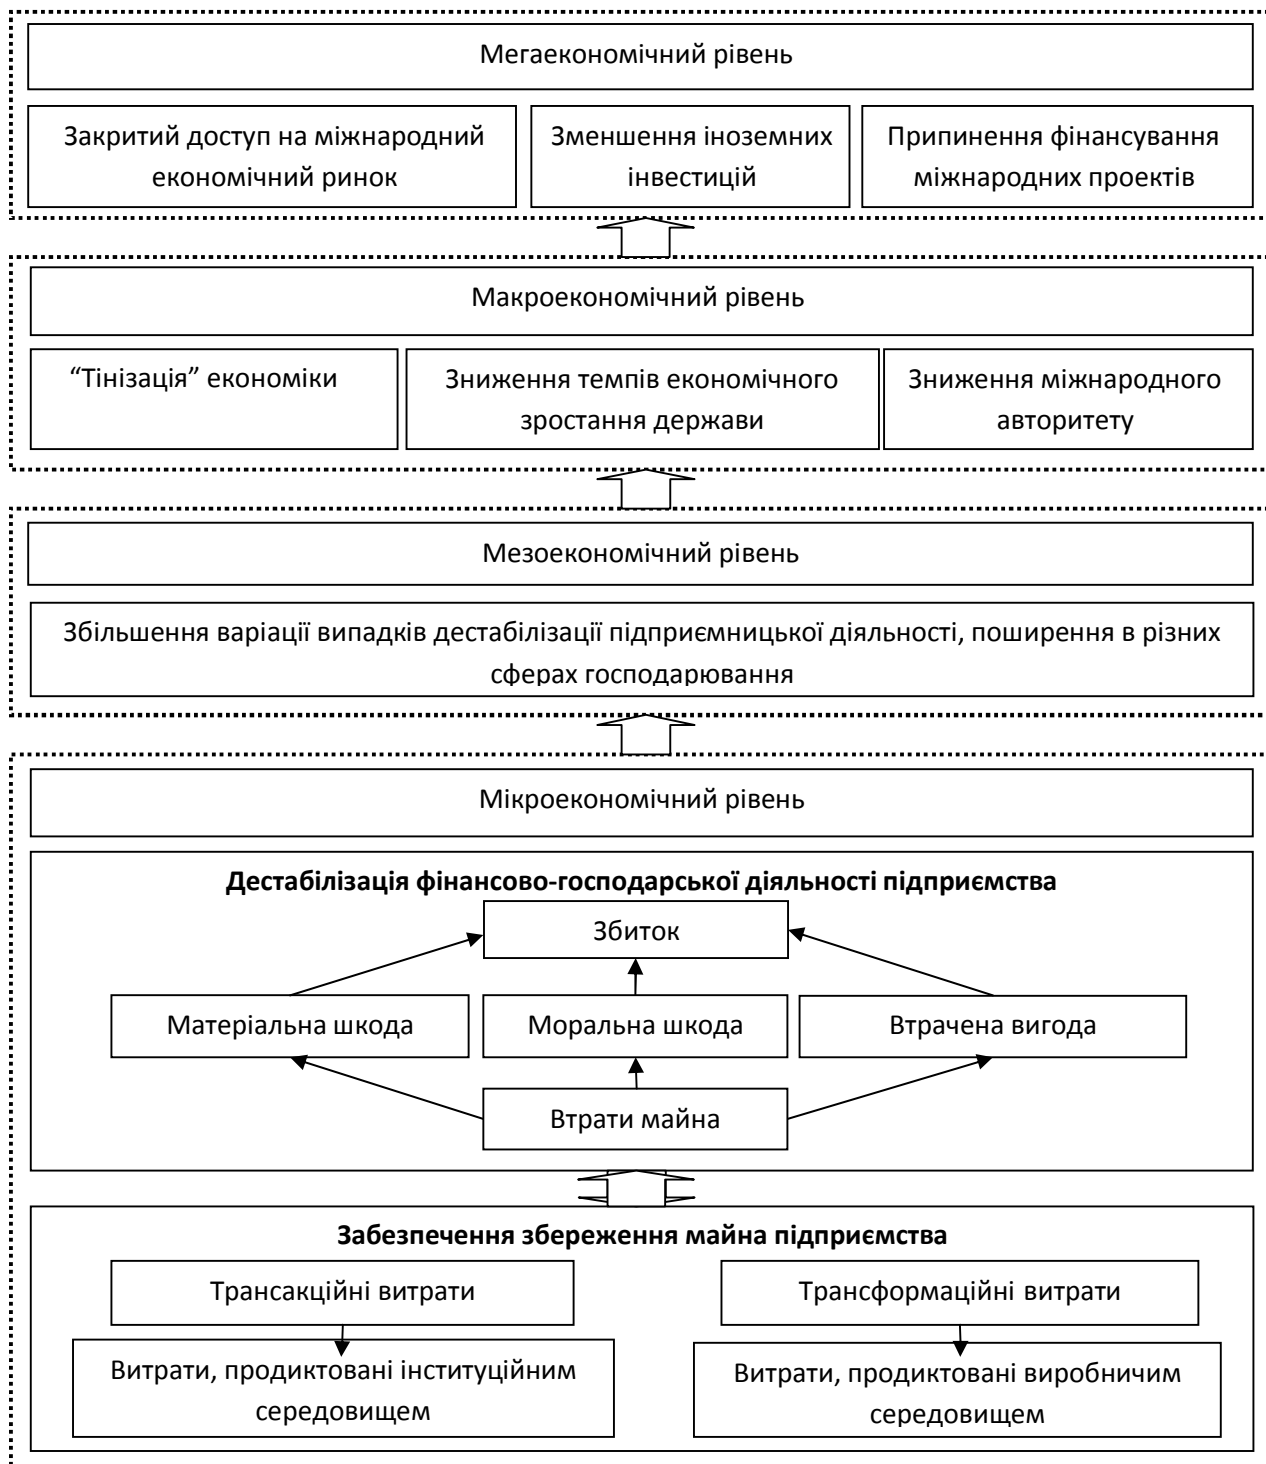 Мегаекономічний рівень
Закритий доступ на міжнародний
економічний ринок
Зменшення іноземних
інвестицій
Припинення фінансування
міжнародних проектів
Макроекономічний рівень
“Тінізація” економіки
Зниження темпів економічного
зростання держави
Зниження міжнародного
авторитету
Мезоекономічний рівень
Збільшення варіації випадків дестабілізації підприємницької діяльності, поширення в різних
сферах господарювання
Мікроекономічний рівень
Дестабілізація фінансово-господарської діяльності підприємства
Збиток
Матеріальна шкода
Моральна шкода
Втрачена вигода
Втрати майна
Забезпечення збереження майна підприємства
Трансакційні витрати
Трансформаційні витрати
Витрати, продиктовані інституційним
середовищем
Витрати, продиктовані виробничим
середовищем